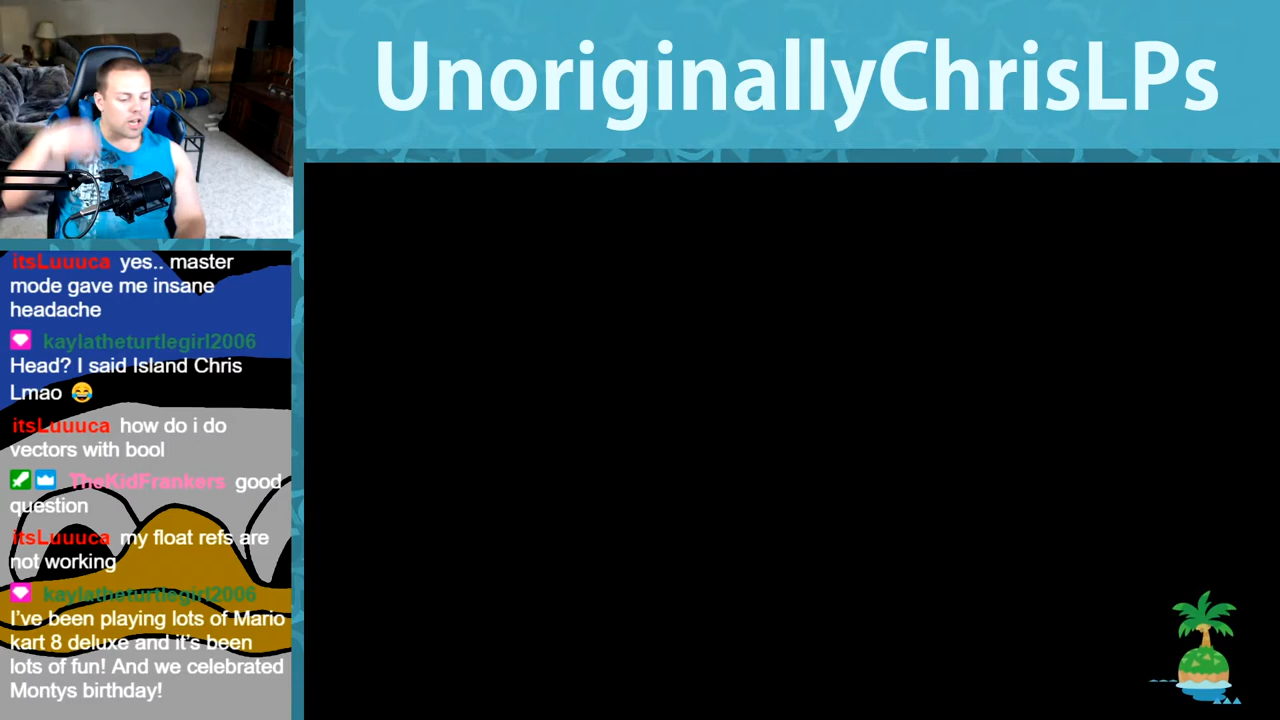 UnoriginallyChrisLPs
itsLuuuca yes.. master
mode gave me insane
headache
kaylatheturtlegirl2006
Head? I said Island Chris
Lmao 😂
itsLuuuca how do i do
vectors with bool
TheKidFrankers good
question
itsLuuuca my float refs are
not working
kaylatheturtlegirl2006
I’ve been playing lots of Mario
kart 8 deluxe and it’s been
lots of fun! And we celebrated
Montys birthday!